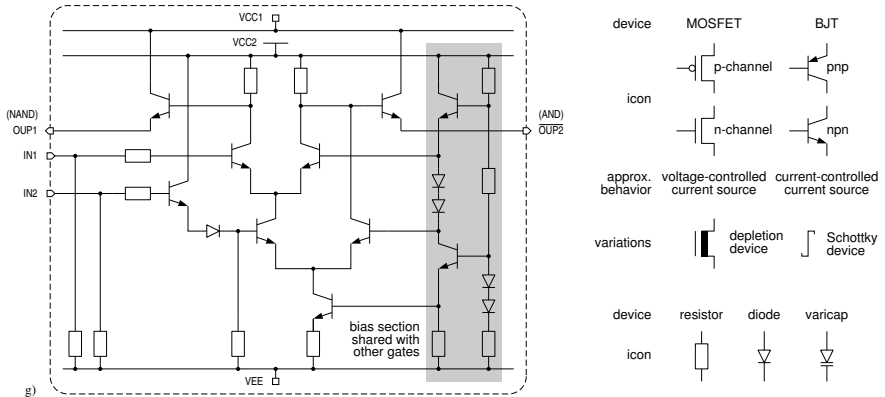 VCC1
VCC2
(NAND)
OUP1
IN1
IN2
(AND)
OUP2
bias section
shared with
other gates
VEE
g)
device MOSFET BJT
p-channel pnp
icon
n-channel npn
approx. voltage-controlled current-controlled
behavior current source current source
variations depletion Schottky
device device
device resistor diode varicap
icon